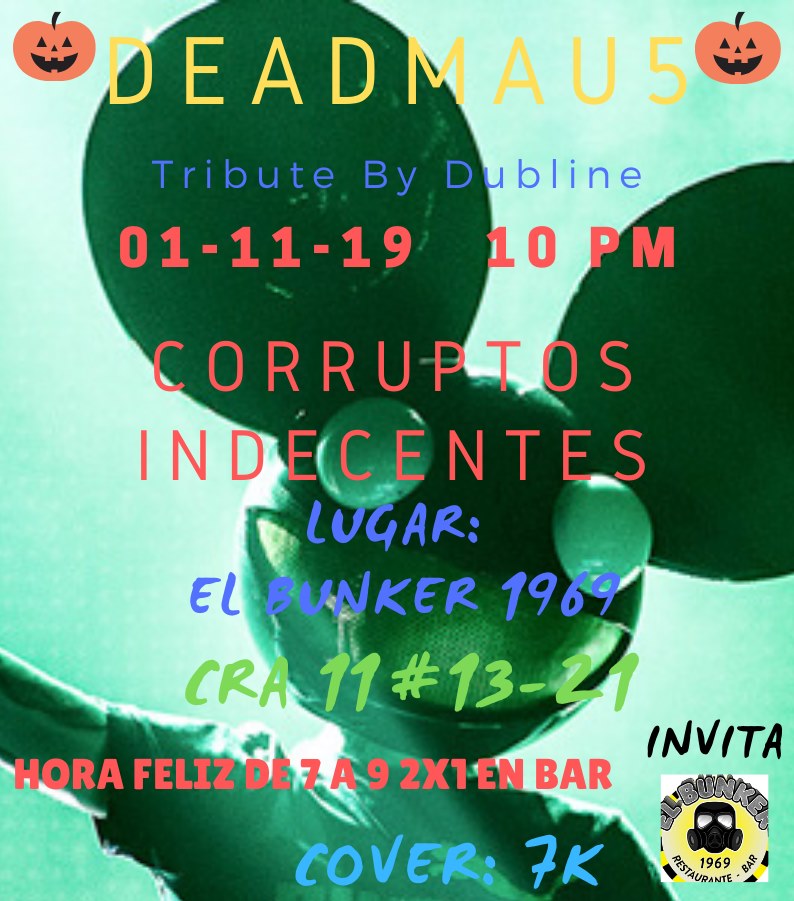 DEADMAU5
Tribute By Dubline
01-11-19 10 PM
CORRUPTOS
INDECENTES
LUGAR:
EL BUNKER 1969
CRA 11#13-21
INVITA
HORA FELIZ DE 7 A 9 2X1 EN BAR
EL BUNKER
1969
RESTAURANTE - BAR
COVER: 7K